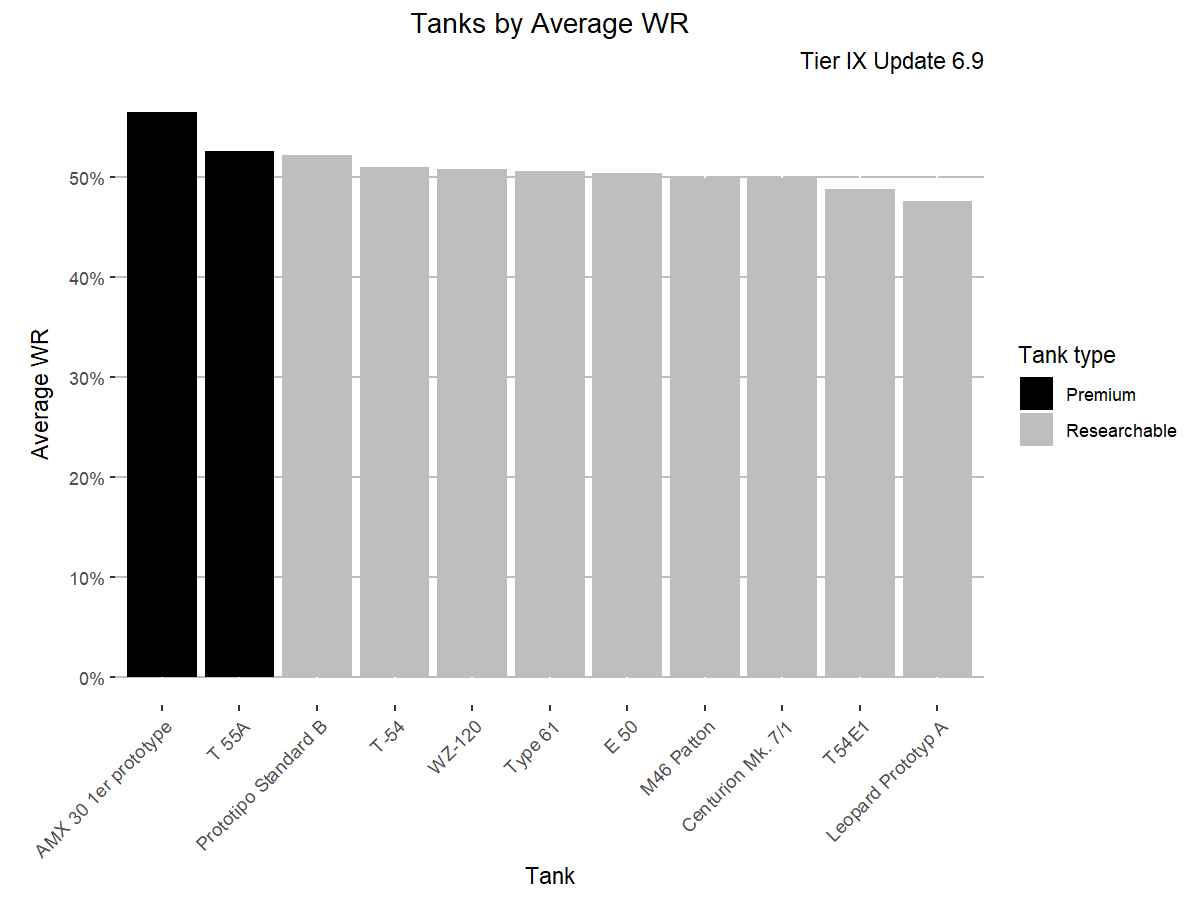 Tanks by Average WR
Tier IX Update 6.9
Average WR
50%
40%
30%
20%
10%
0%
AMX 30 1er prototype
T 55A
Prototipo Standard B
T-54
WZ-120
Type 61
E 50
M46 Patton
Centurion Mk. 7/1
T54E1
Leopard Prototyp A
Tank
Tank type
Premium
Researchable